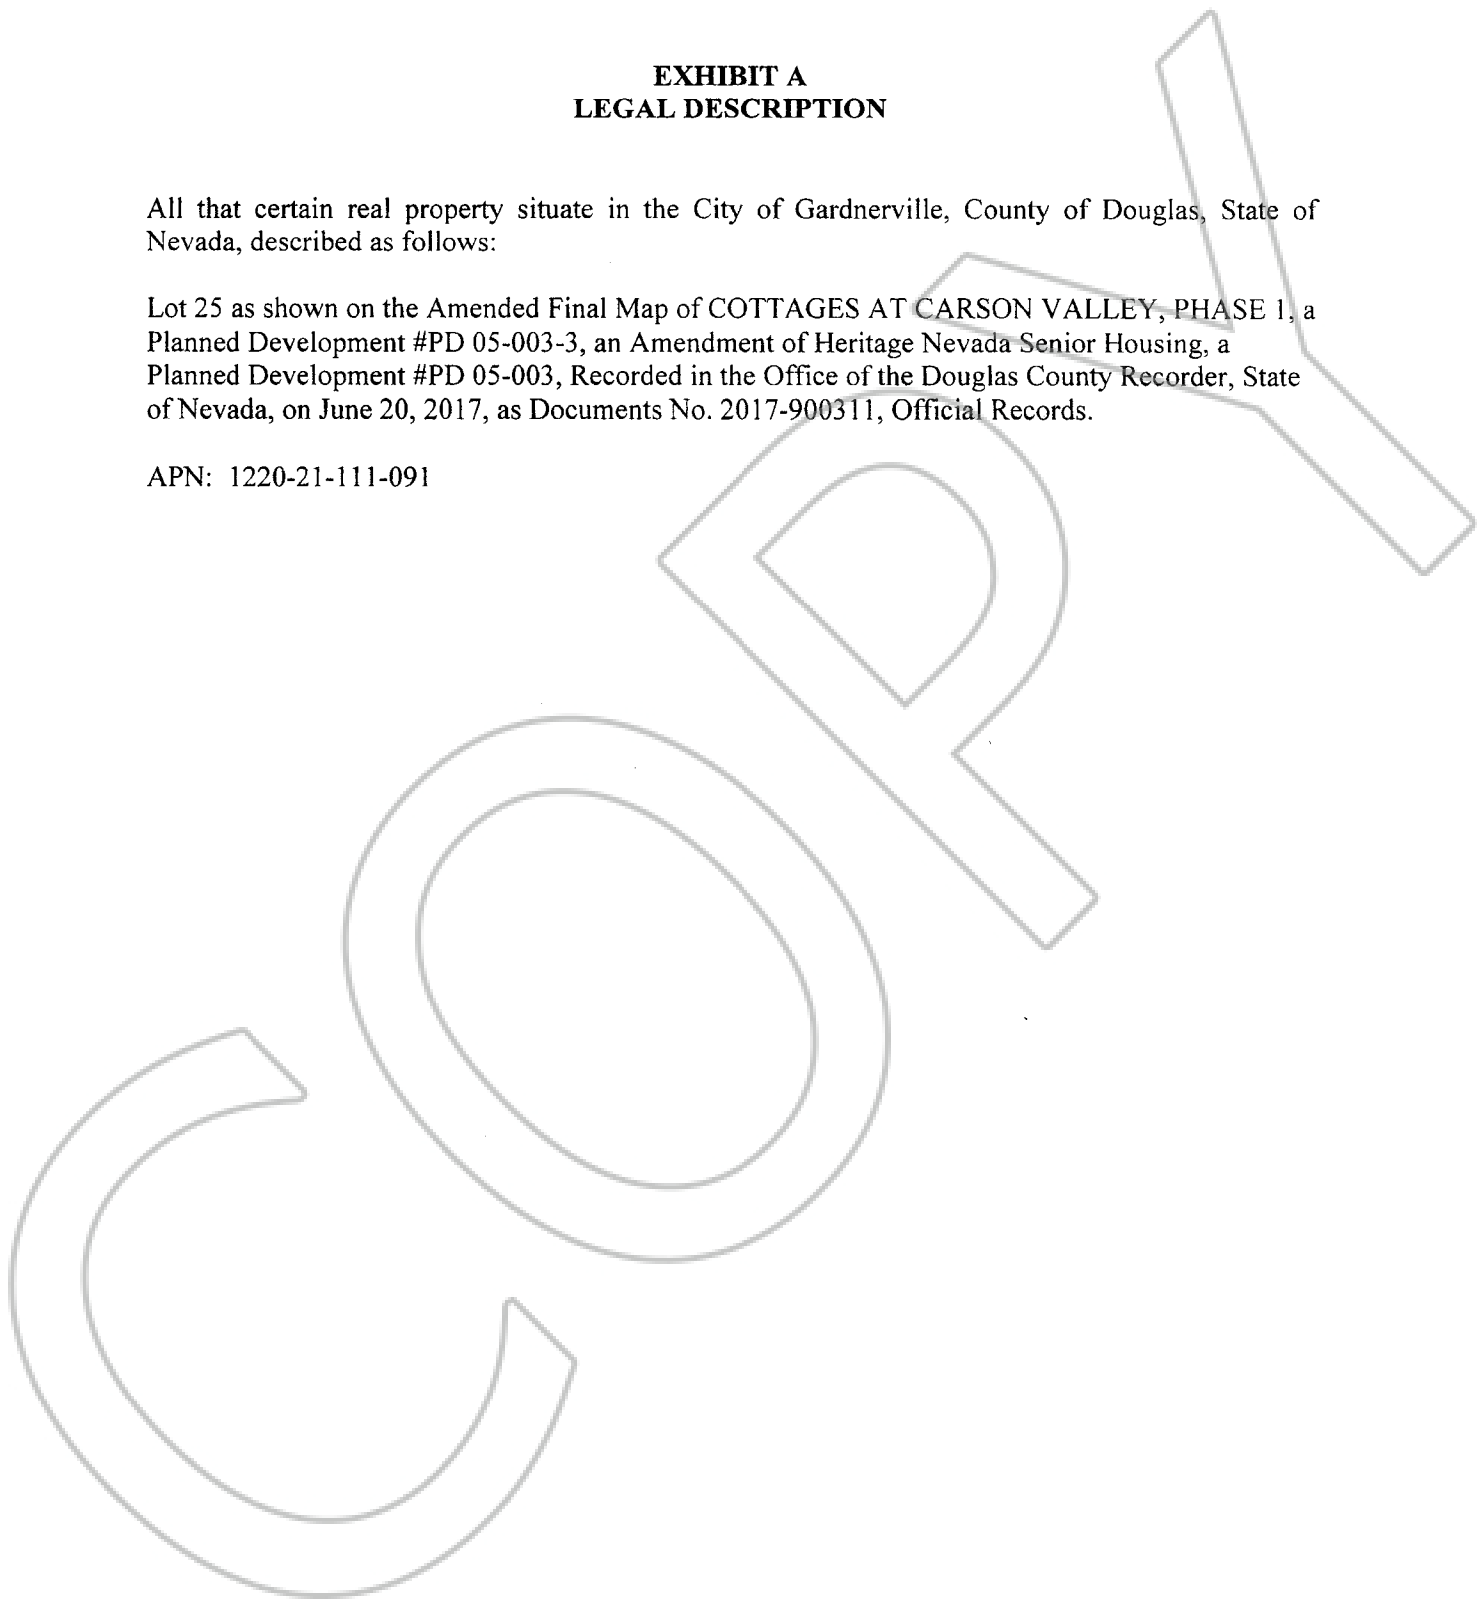 EXHIBIT A
LEGAL DESCRIPTION
All that certain real property situate in the City of Gardnerville, County of Douglas, State of
Nevada, described as follows:
Lot 25 as shown on the Amended Final Map of COTTAGES AT CARSON VALLEY, PHASE 1, a
Planned Development #PD 05-003-3, an Amendment of Heritage Nevada Senior Housing, a
Planned Development #PD 05-003, Recorded in the Office of the Douglas County Recorder, State
of Nevada, on June 20, 2017, as Documents No. 2017-900311, Official Records.
APN: 1220-21-111-091
COPY